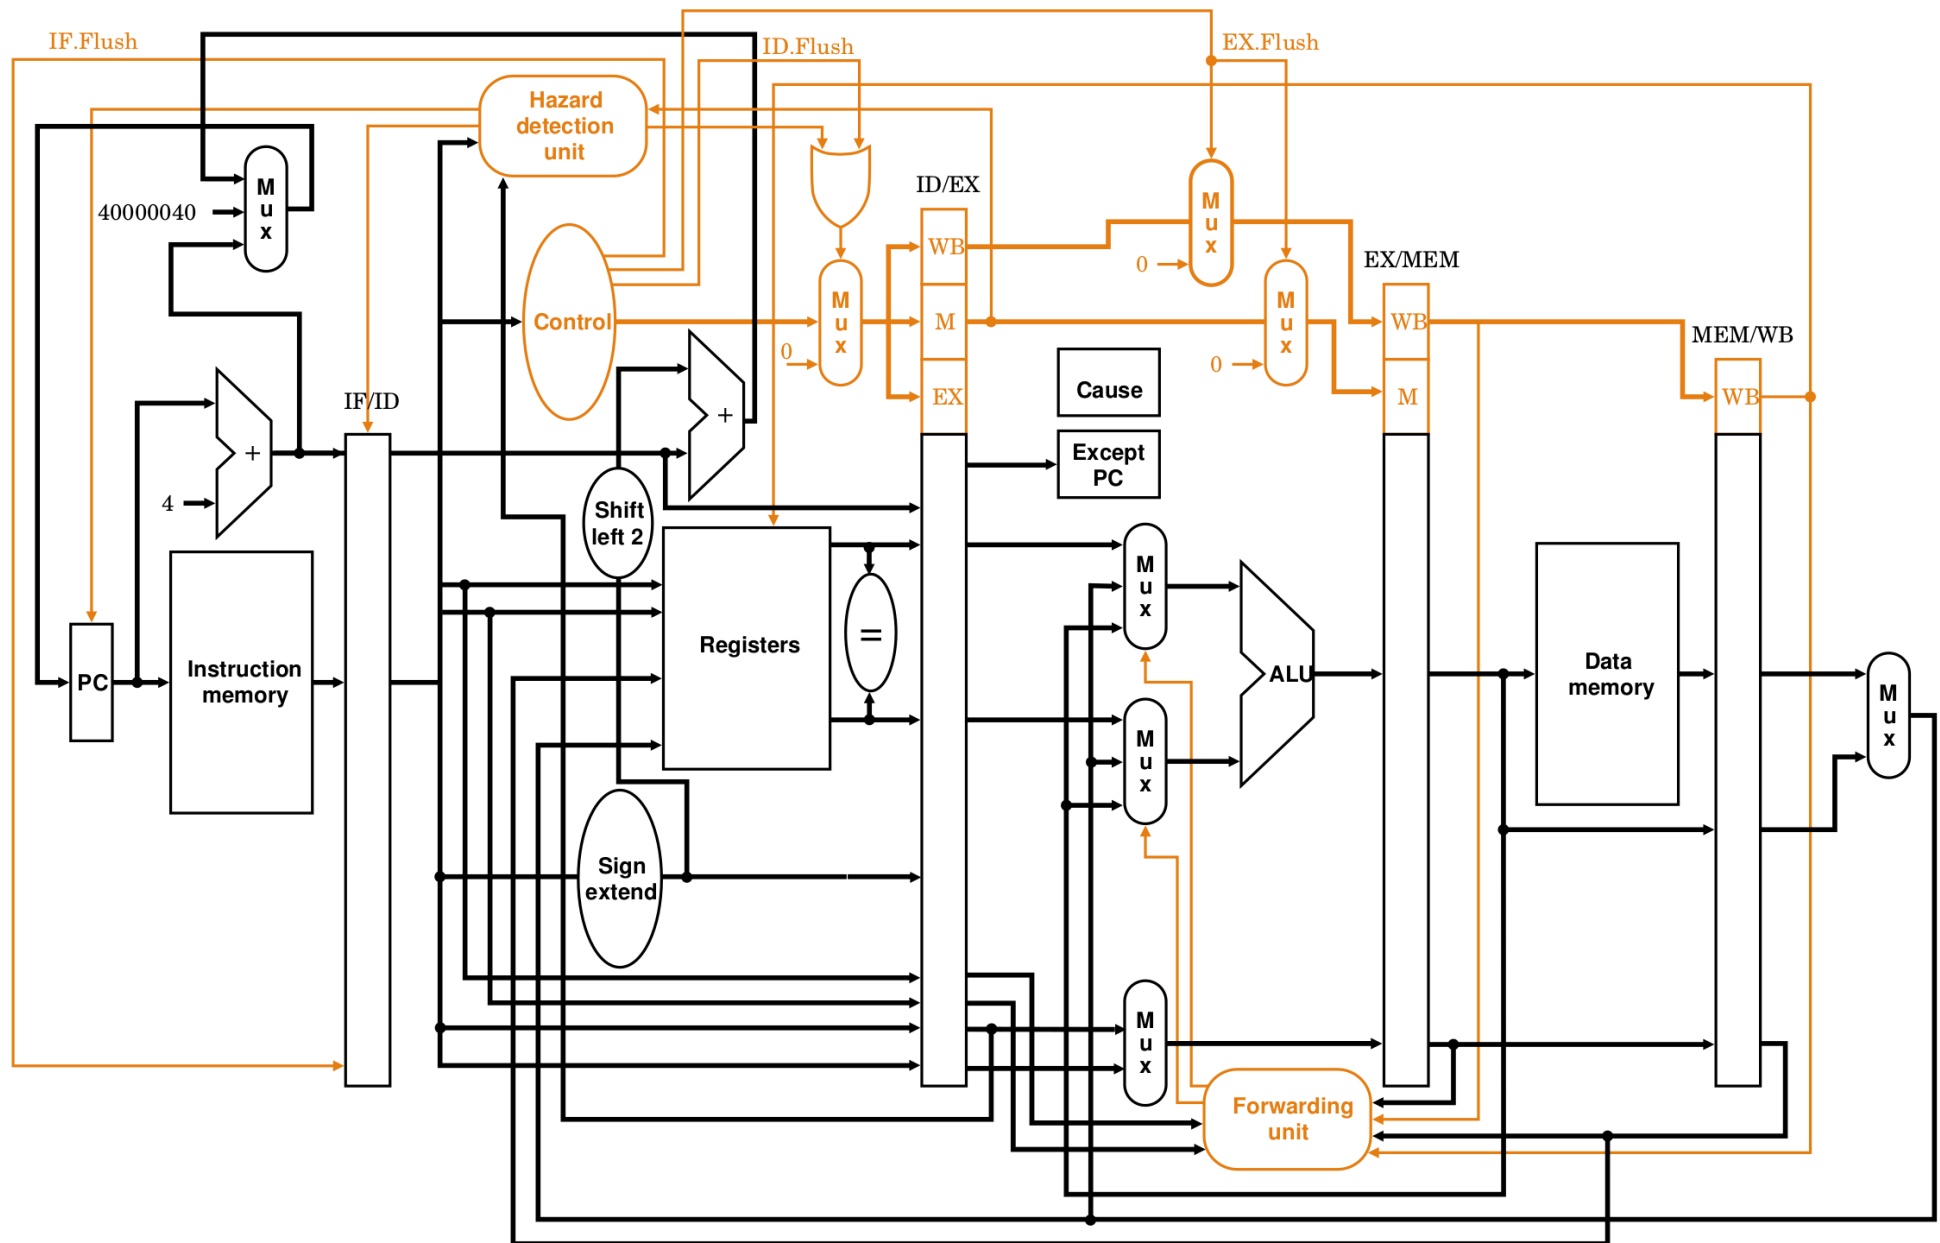 IF.Flush
ID.Flush
EX.Flush
Hazard
detection
unit
M
u
x
40000040
ID/EX
M
u
x
EX/MEM
WB
0
Control
M
u
x
0
M
M
u
x
0
WB
MEM/WB
Cause
EX
M
WB
IF/ID
+
+
4
Except
PC
Shift
left 2
M
u
x
=
Registers
ALU
Data
memory
PC
Instruction
memory
M
u
x
M
u
x
Sign
extend
M
u
x
Forwarding
unit